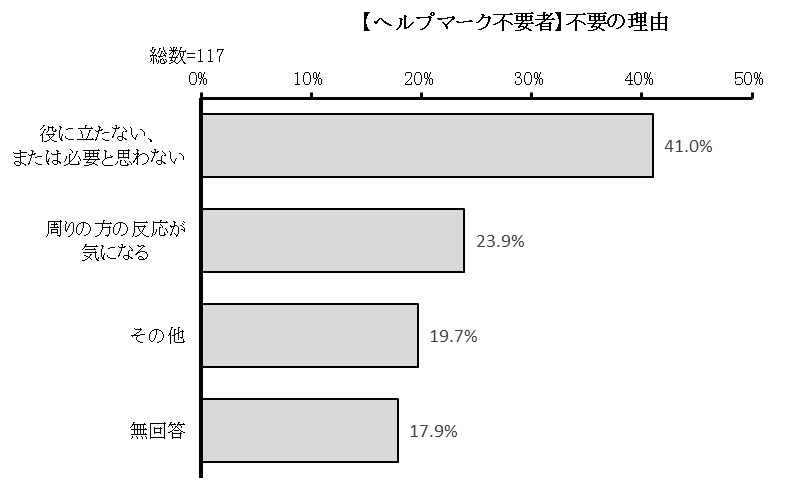 【ヘルプマーク不要者】不要の理由
総数=117
0% 10% 20% 30% 40% 50%
役に立たない、
または必要と思わない
41.0%
周りの方の反応が
気になる
23.9%
その他
19.7%
無回答
17.9%